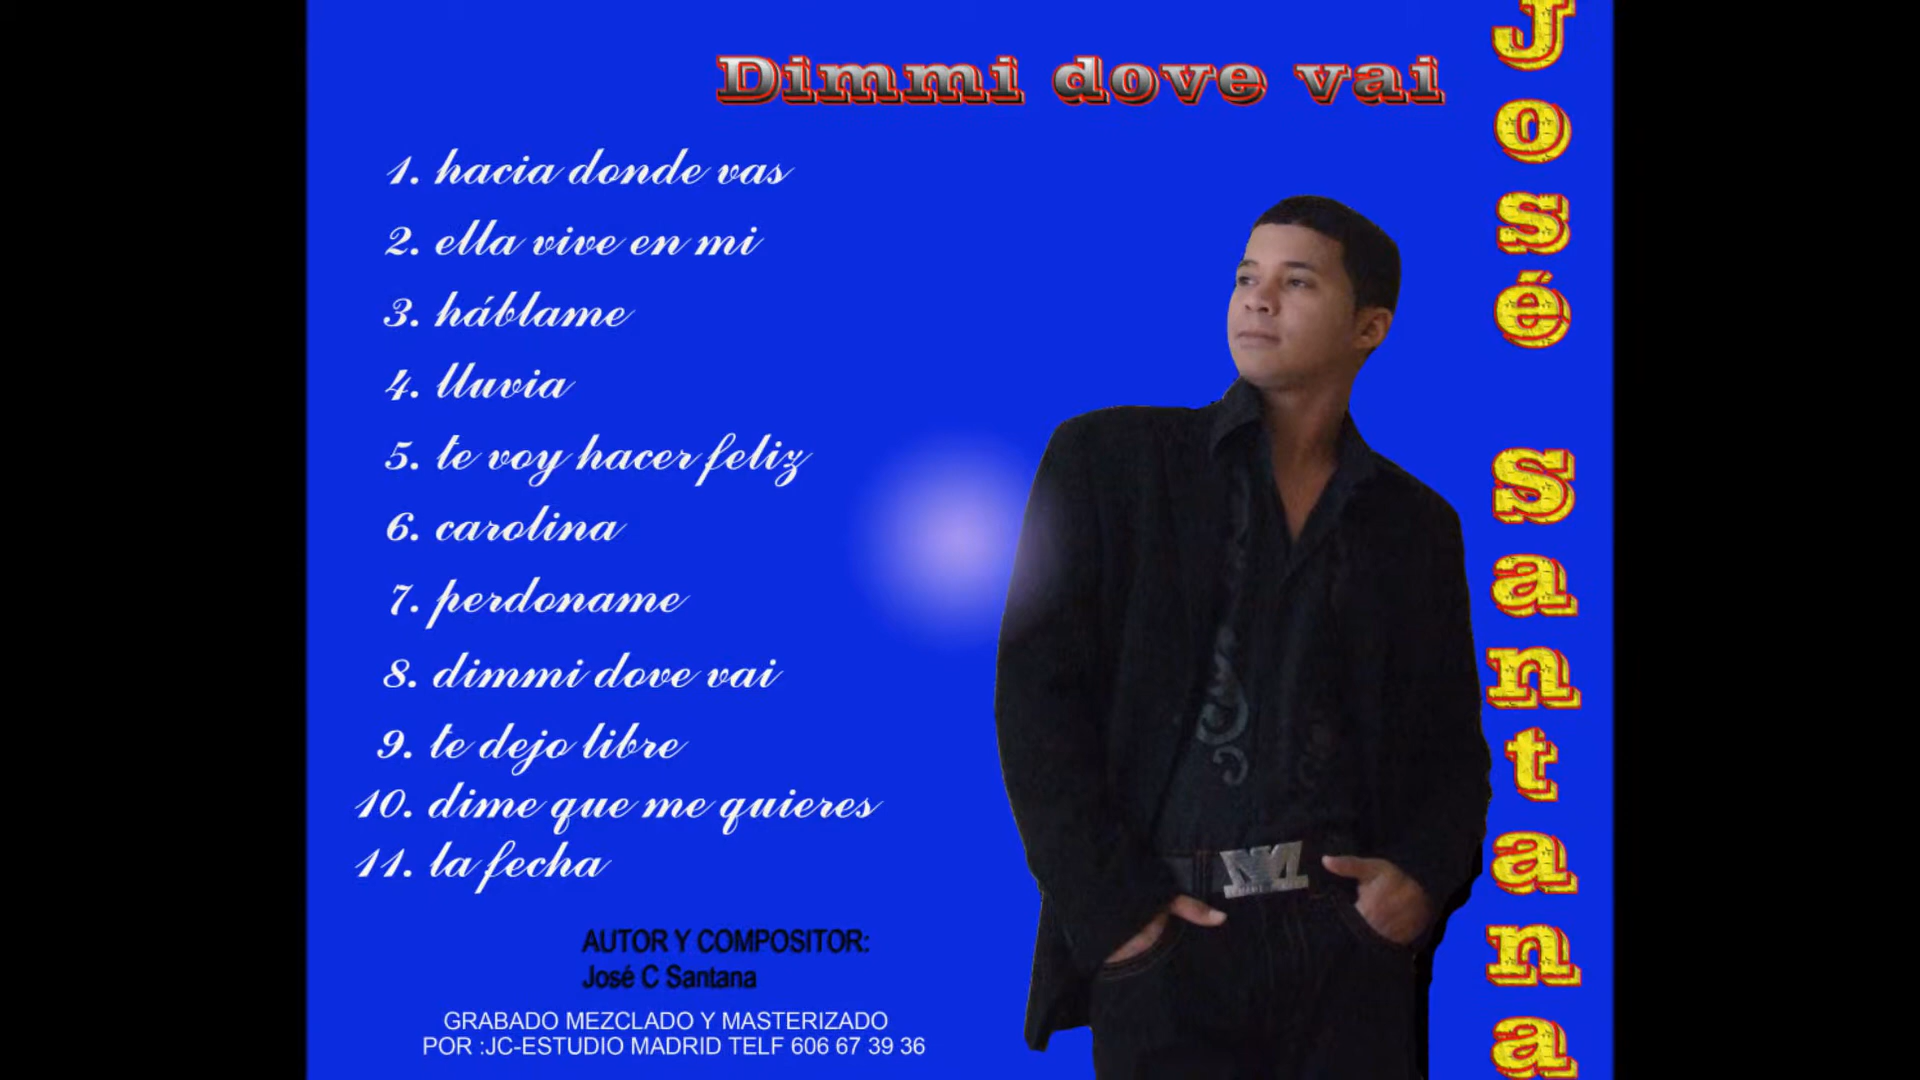 Dimmi dove vai
José Santana
1. hacia donde vas
2. ella vive en mi
3. háblame
4. lluvia
5. te voy hacer feliz
6. carolina
7. perdoname
8. dimmi dove vai
9. te dejo libre
10. dime que me quieres
11. la fecha
AUTOR Y COMPOSITOR:
José C Santana
GRABADO MEZCLADO Y MASTERIZADO
POR :JC-ESTUDIO MADRID TELF 606 67 39 36